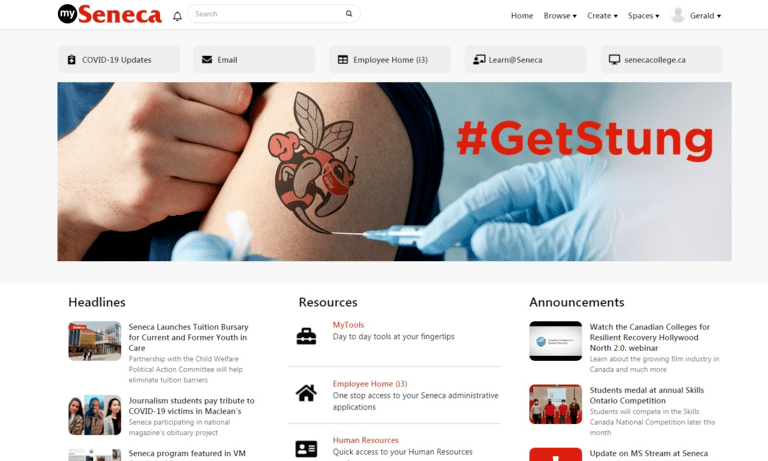 my Seneca
Search
Home Browse Create Spaces Gerald
COVID-19 Updates
Email
Employee Home (i3)
Learn@Seneca
senecacollege.ca
#GetStung
Headlines
SENECA
Seneca Launches Tuition Bursary
for Current and Former Youth in
Care
Partnership with the Child Welfare
Political Action Committee will help
eliminate tuition barriers
Journalism students pay tribute to
COVID-19 victims in Maclean's
Seneca participating in national
magazine's obituary project
Seneca program featured in VM
Resources
MyTools
Day to day tools at your fingertips
Employee Home (i3)
One stop access to your Seneca administrative
applications
Human Resources
Quick access to your Human Resources
Announcements
Watch the Canadian Colleges for
Resilient Recovery Hollywood
North 2.0. webinar
Learn about the growing film industry in
Canada and much more
Students medal at annual Skills
Ontario Competition
Students will compete in the Skills
Canada National Competition later this
month
Update on MS Stream at Seneca